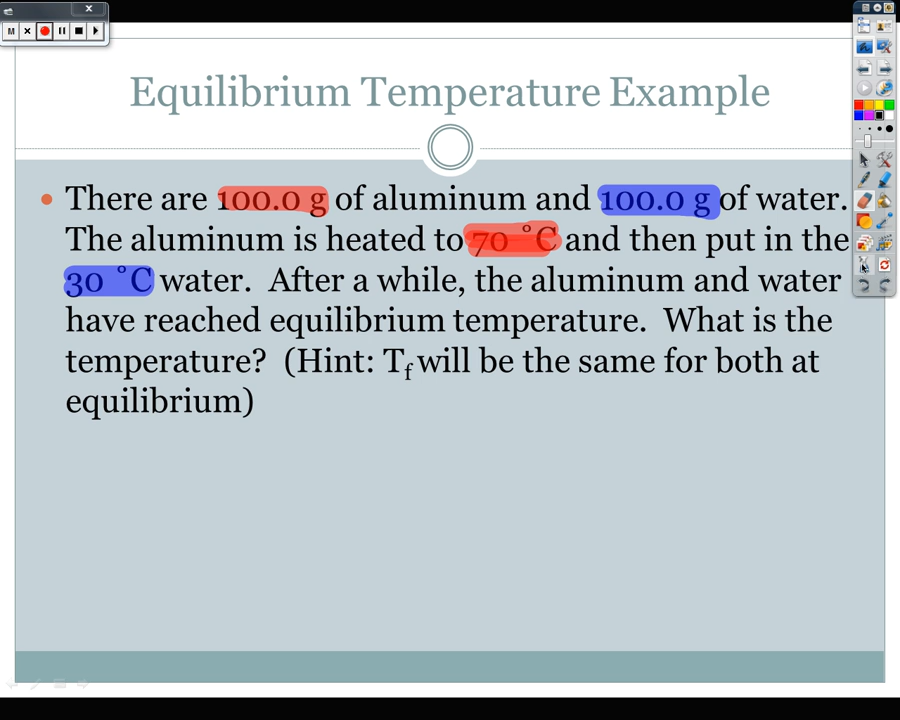 M
Equilibrium Temperature Example
• There are 100.0 g of aluminum and 100.0 g of water.
The aluminum is heated to 70 ˚C and then put in the
30 ˚C water.  After a while, the aluminum and water
have reached equilibrium temperature.  What is the
temperature?  (Hint: Tf will be the same for both at
equilibrium)